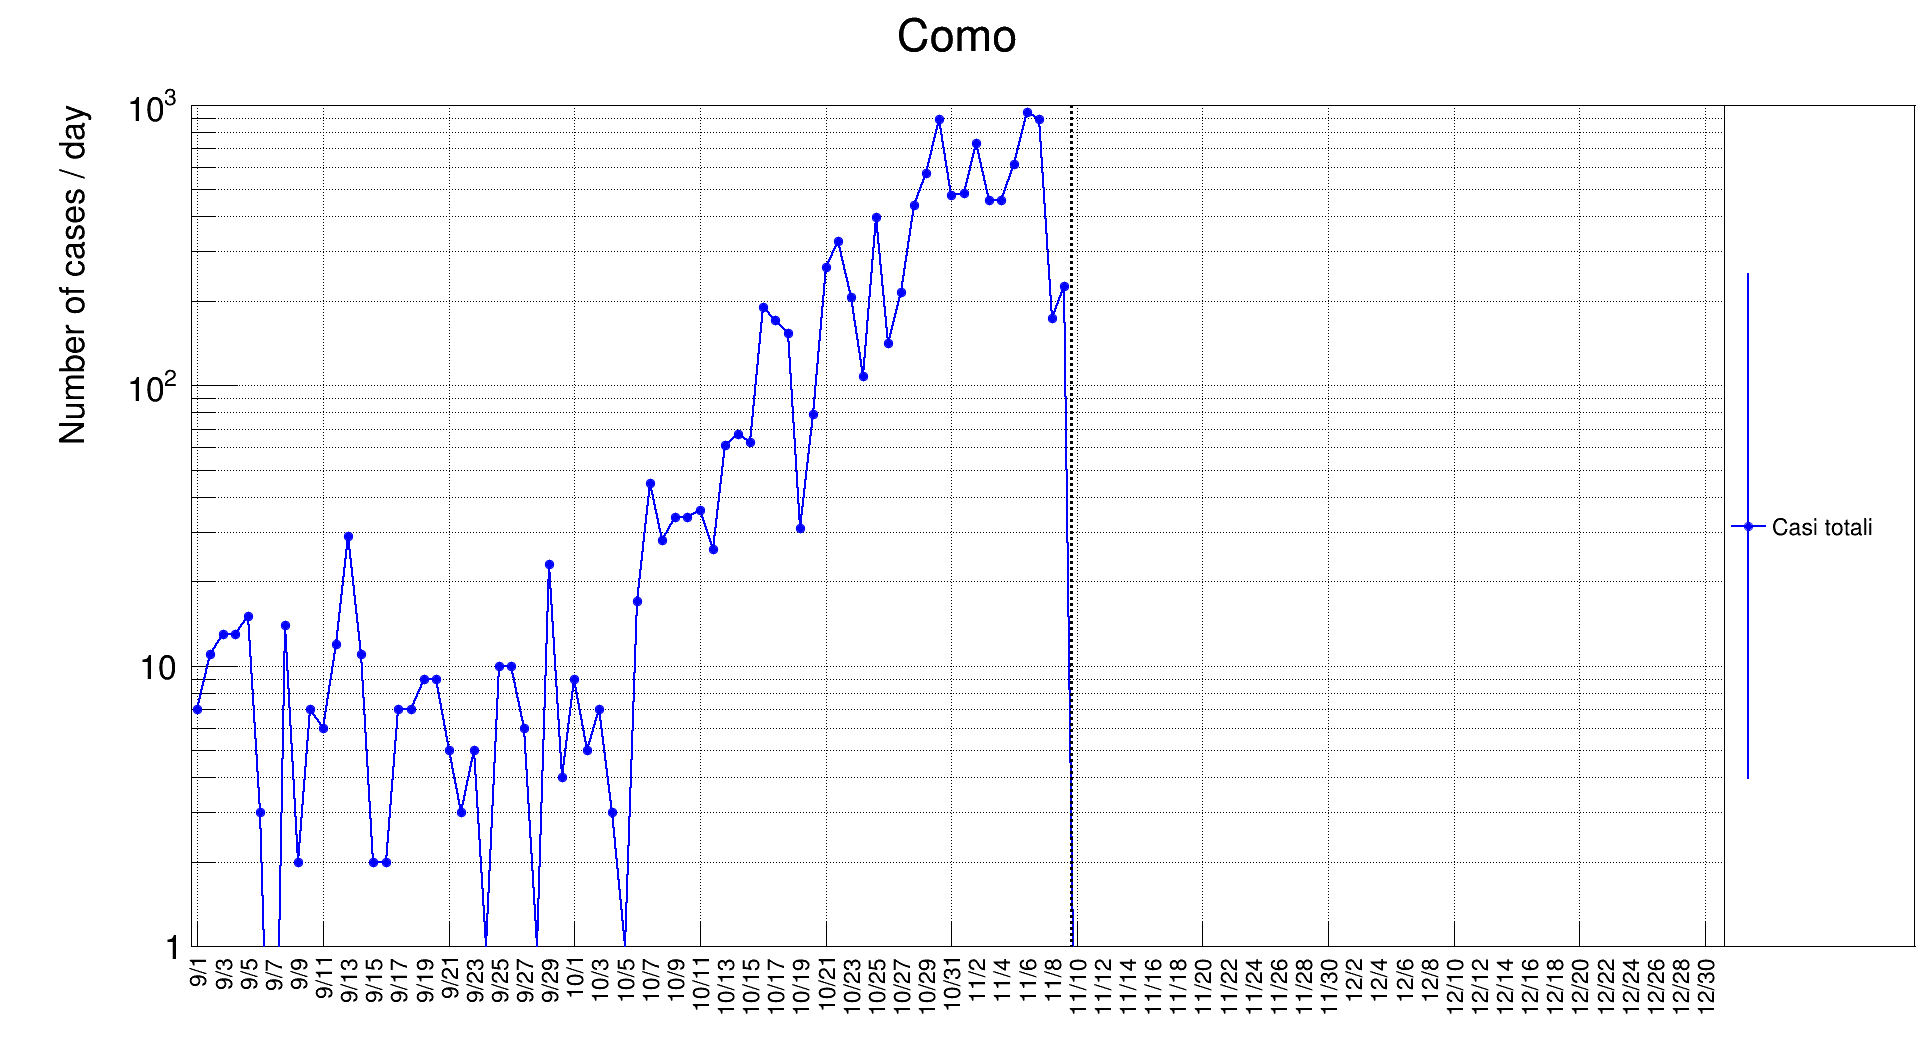 Como
Number of cases / day
10³
10²
10
1
9/1 9/3 9/5 9/7 9/9 9/11 9/13 9/15 9/17 9/19 9/21 9/23 9/25 9/27 9/29 10/1 10/3 10/5 10/7 10/9 10/11 10/13 10/15 10/17 10/19 10/21 10/23 10/25 10/27 10/29 10/31 11/2 11/4 11/6 11/8 11/10 11/12 11/14 11/16 11/18 11/20 11/22 11/24 11/26 11/28 11/30 12/2 12/4 12/6 12/8 12/10 12/12 12/14 12/16 12/18 12/20 12/22 12/24 12/26 12/28 12/30
Casi totali